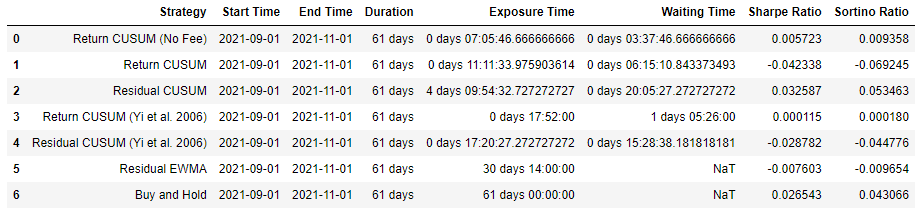 Strategy Start Time End Time Duration Exposure Time Waiting Time Sharpe Ratio Sortino Ratio
0 Return CUSUM (No Fee) 2021-09-01 2021-11-01 61 days 0 days 07:05:46.666666666 0 days 03:37:46.666666666 0.005723 0.009358
1 Return CUSUM 2021-09-01 2021-11-01 61 days 0 days 11:11:33.975903614 0 days 06:15:10.843373493 -0.042338 -0.069245
2 Residual CUSUM 2021-09-01 2021-11-01 61 days 4 days 09:54:32.727272727 0 days 20:05:27.272727272 0.032587 0.053463
3 Return CUSUM (Yi et al. 2006) 2021-09-01 2021-11-01 61 days 0 days 17:52:00 1 days 05:26:00 0.000115 0.000180
4 Residual CUSUM (Yi et al. 2006) 2021-09-01 2021-11-01 61 days 0 days 17:20:27.272727272 0 days 15:28:38.181818181 -0.028782 -0.044776
5 Residual EWMA 2021-09-01 2021-11-01 61 days 30 days 14:00:00 NaT -0.007603 -0.009654
6 Buy and Hold 2021-09-01 2021-11-01 61 days 61 days 00:00:00 NaT 0.026543 0.043066